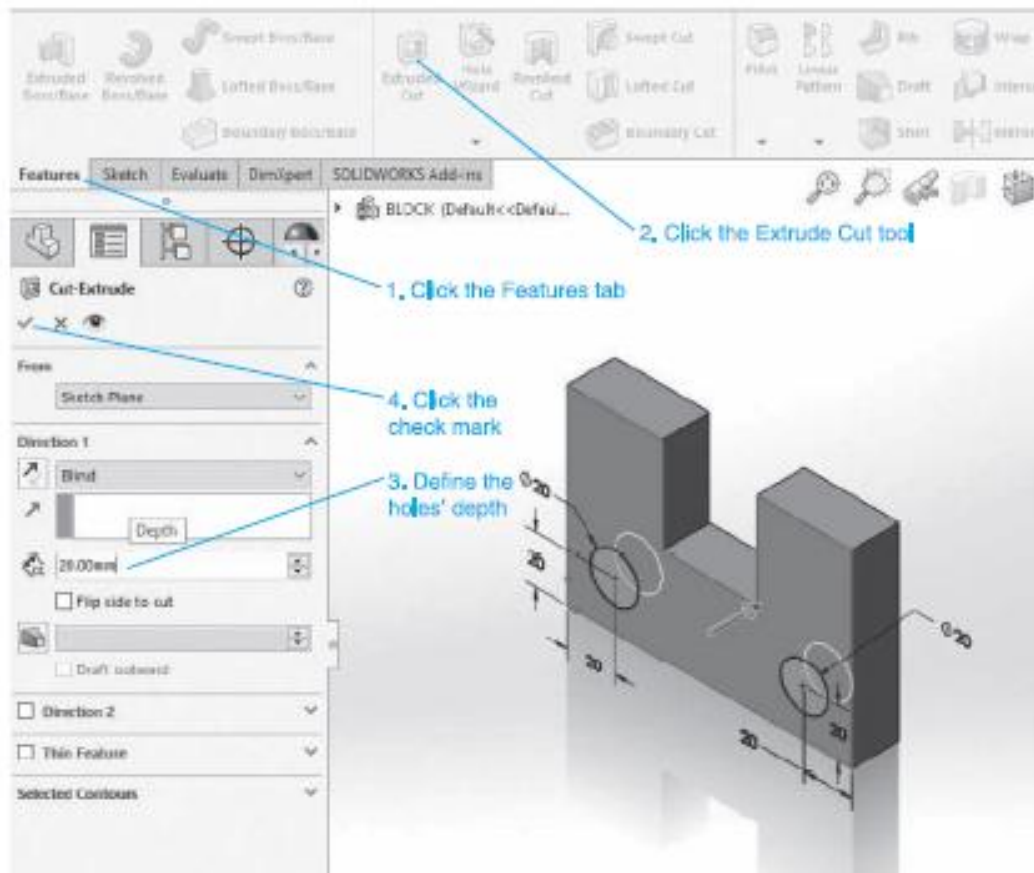 Swept Boss/Base
Extruded Boss/Base
Revolved Boss/Base
Lofted Boss/Base
Boundary Boss/Base
Extruded Cut
Hole Wizard
Revolved Cut
Swept Cut
Lofted Cut
Boundary Cut
Fillet
Linear Pattern
Rib
Draft
Shell
Wrap
Features Sketch Evaluate DimXpert SOLIDWORKS Add-ins
BLOCK (Default<<Defaul...
2. Click the Extrude Cut tool
1. Click the Features tab
Cut-Extrude
From
Sketch Plane
4. Click the
check mark
Direction 1
Blind
3. Define the
holes' depth
Depth
20.00mm
Flip side to cut
Draft outward
Direction 2
Thin Feature
Selected Contours
⌀20
20
20
⌀20
20
20